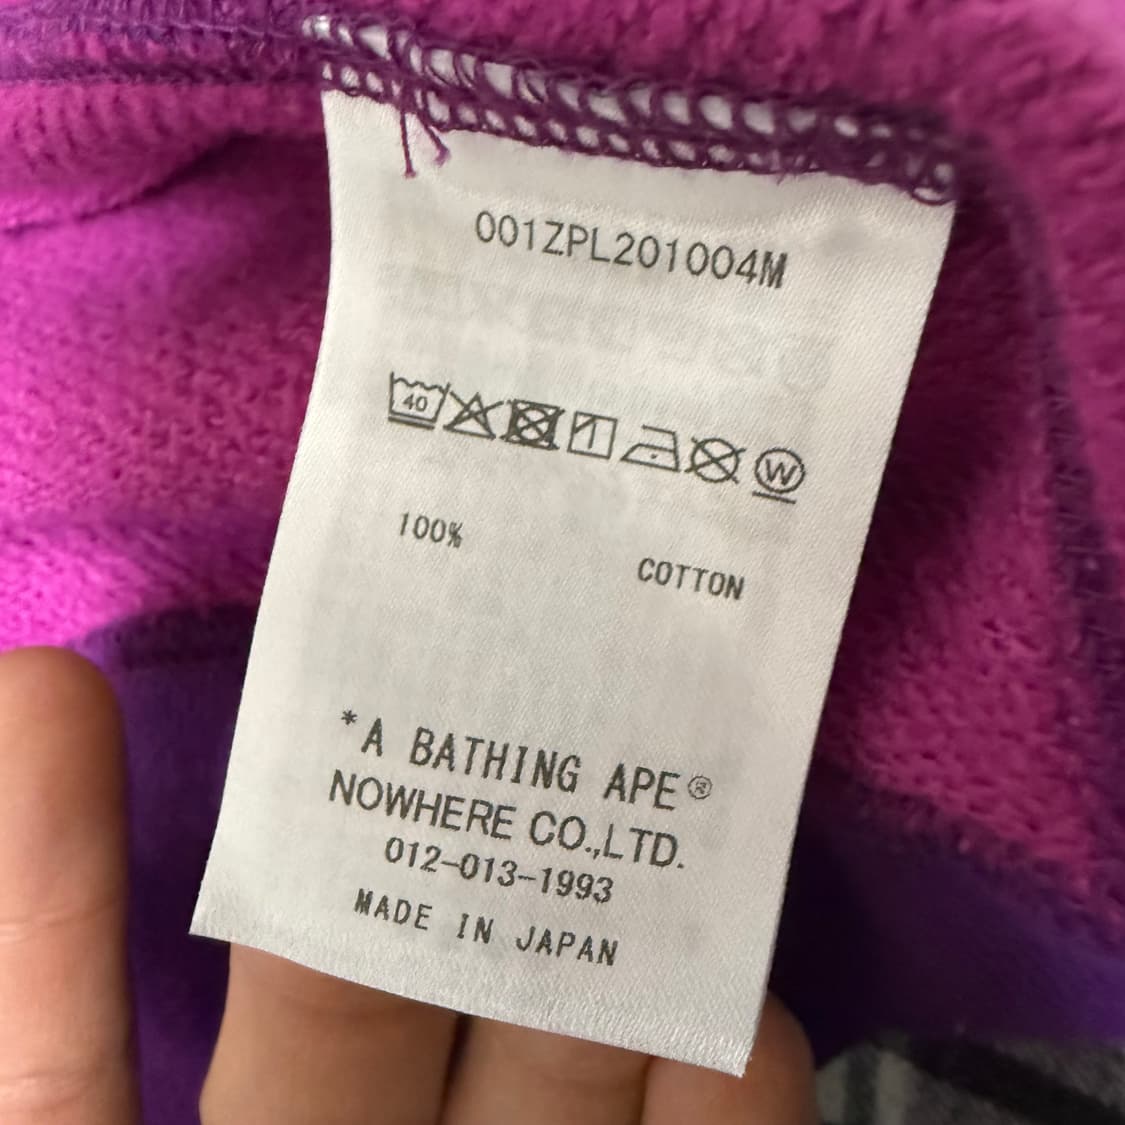 001ZPL201004M
40
W
100%
COTTON
*A BATHING APE®
NOWHERE CO.,LTD.
012-013-1993
MADE IN JAPAN